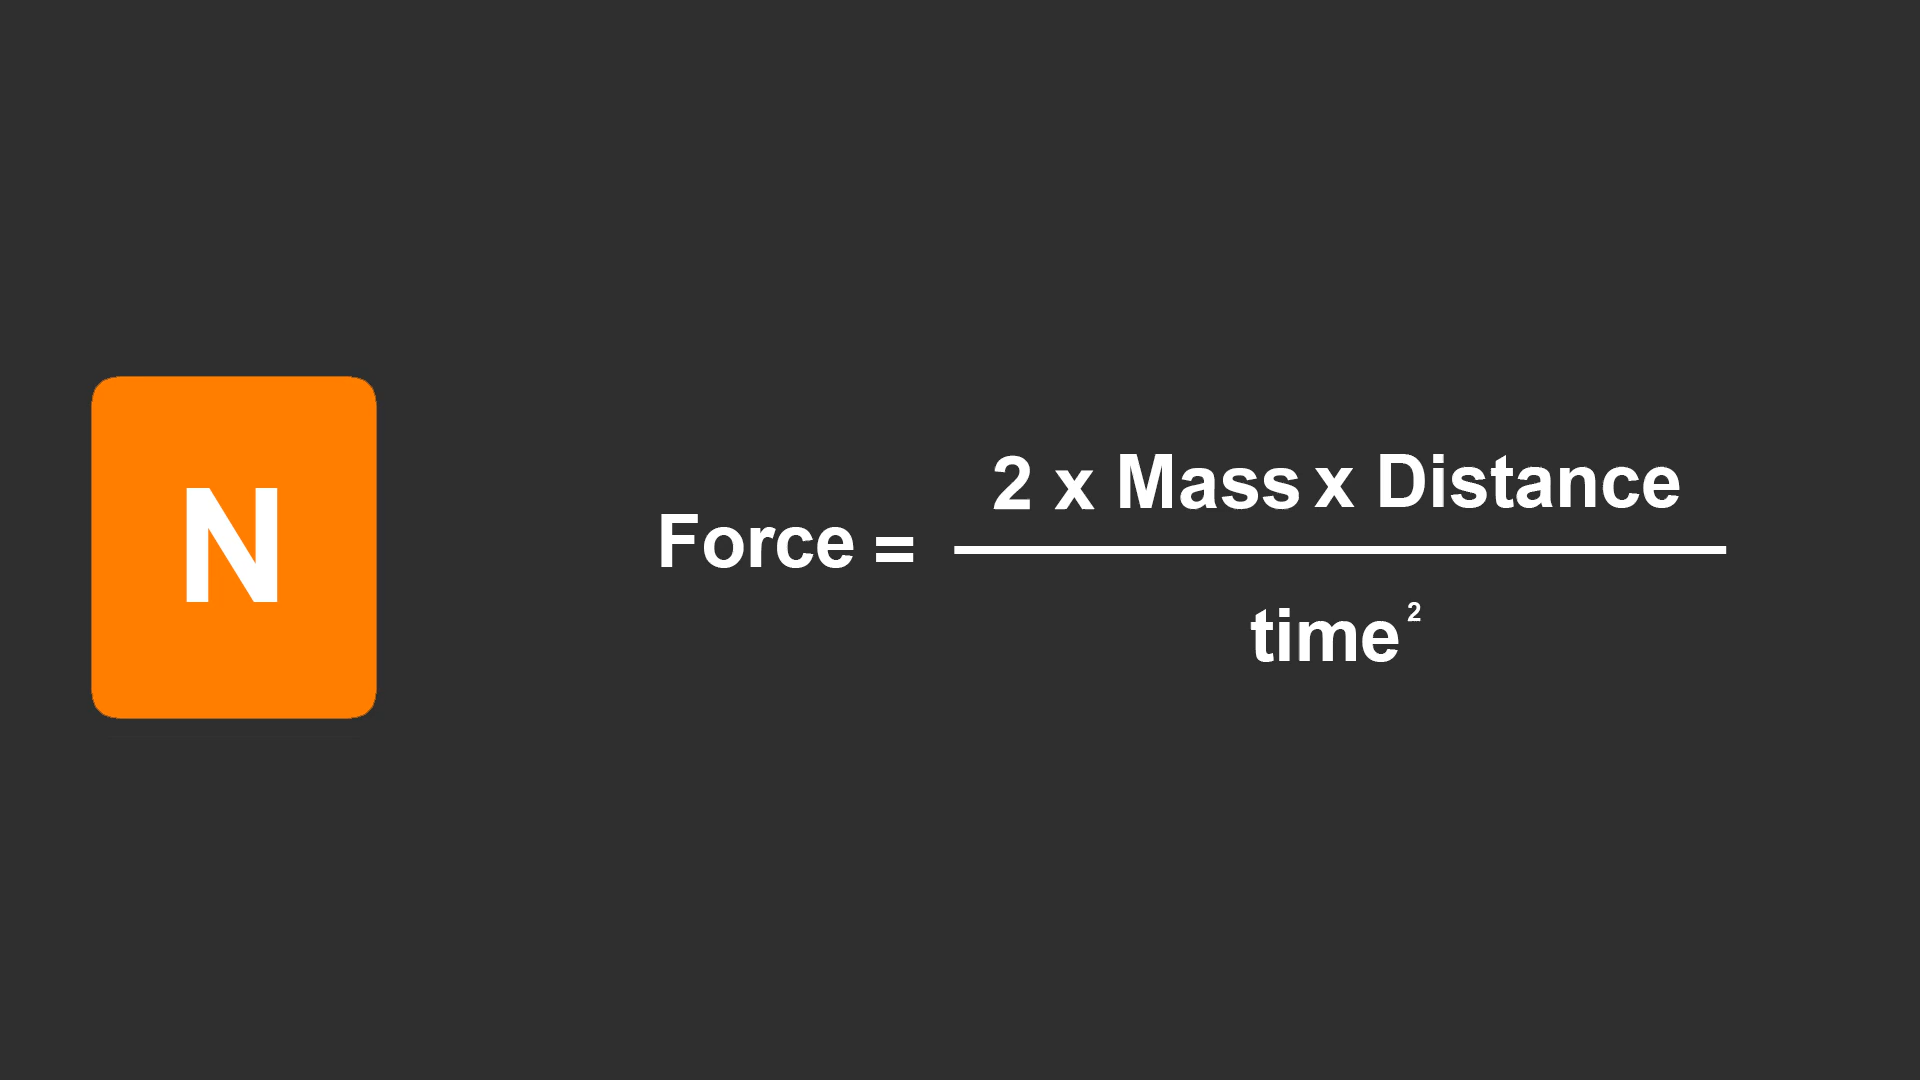 N
Force = 2 x Mass x Distance
time²